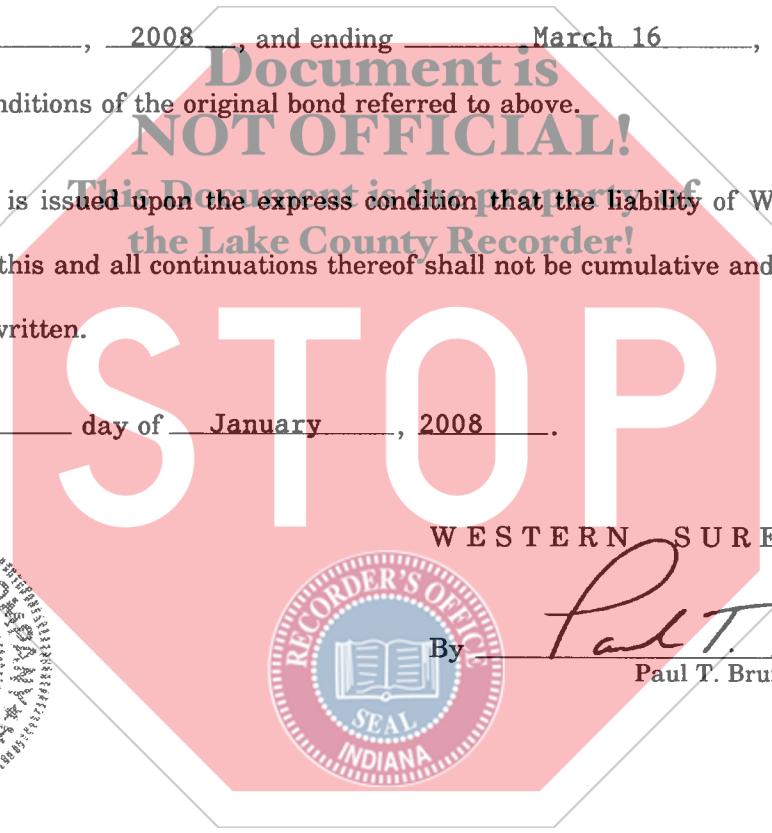 , 2008 , and ending March 16 ,
Document is
nditions of the original bond referred to above.
NOT OFFICIAL!
This Document is the property of
is issued upon the express condition that the liability of W
the Lake County Recorder!
this and all continuations thereof shall not be cumulative and
written.
STOP
day of January , 2008 .
WESTERN SURE
RECORDER'S OFFICE
SEAL
INDIANA
By Paul T.
Paul T. Bru
MPANY